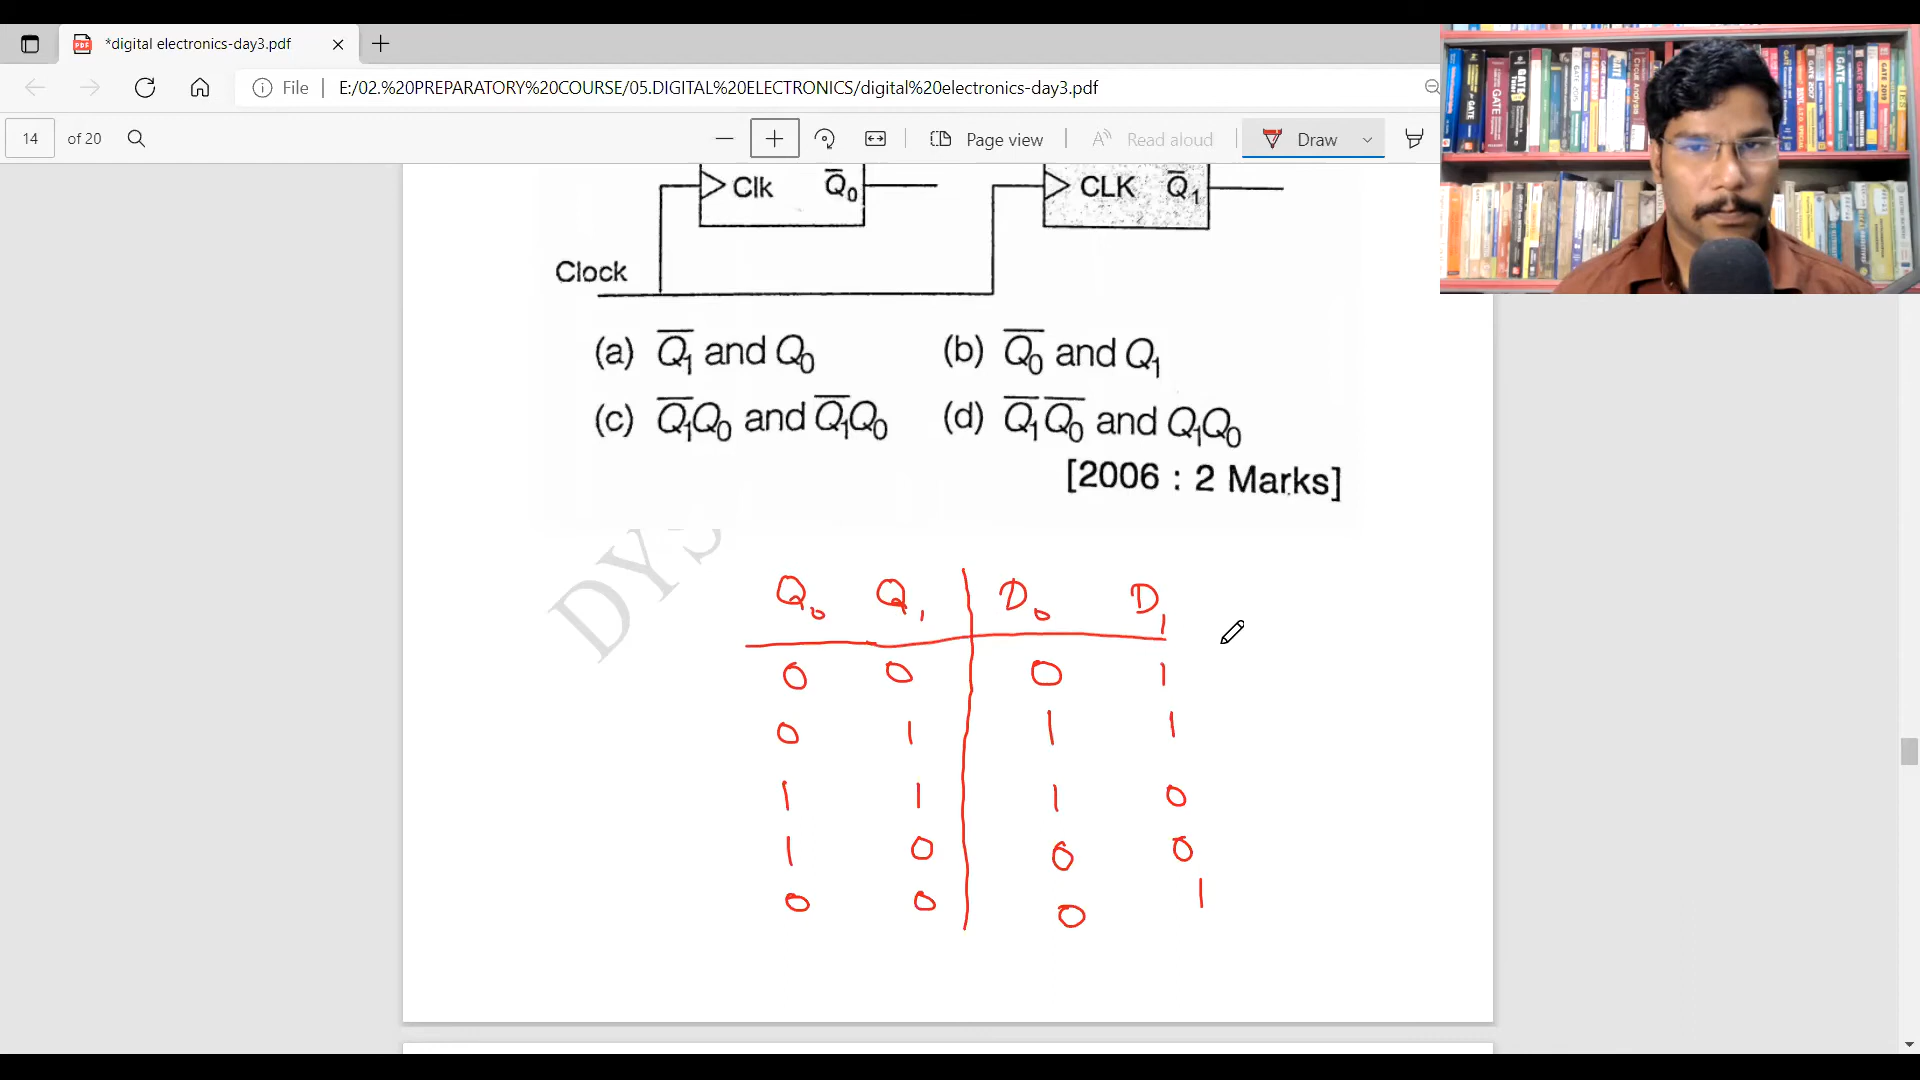 *digital electronics-day3.pdf
File E:/02.%20PREPARATORY%20COURSE/05.DIGITAL%20ELECTRONICS/digital%20electronics-day3.pdf
14 of 20 Page view Read aloud Draw
Clk Q̅0 CLK Q̅1
Clock
(a) Q̅1 and Q0 (b) Q̅0 and Q1
(c) Q̅1Q0 and Q̅1Q0 (d) Q̅1Q̅0 and Q1Q0
[2006 : 2 Marks]
DYS
Q0 Q1 D0 D1
0 0 0 1
0 1 1 1
1 1 1 0
1 0 0 0
0 0 0 1